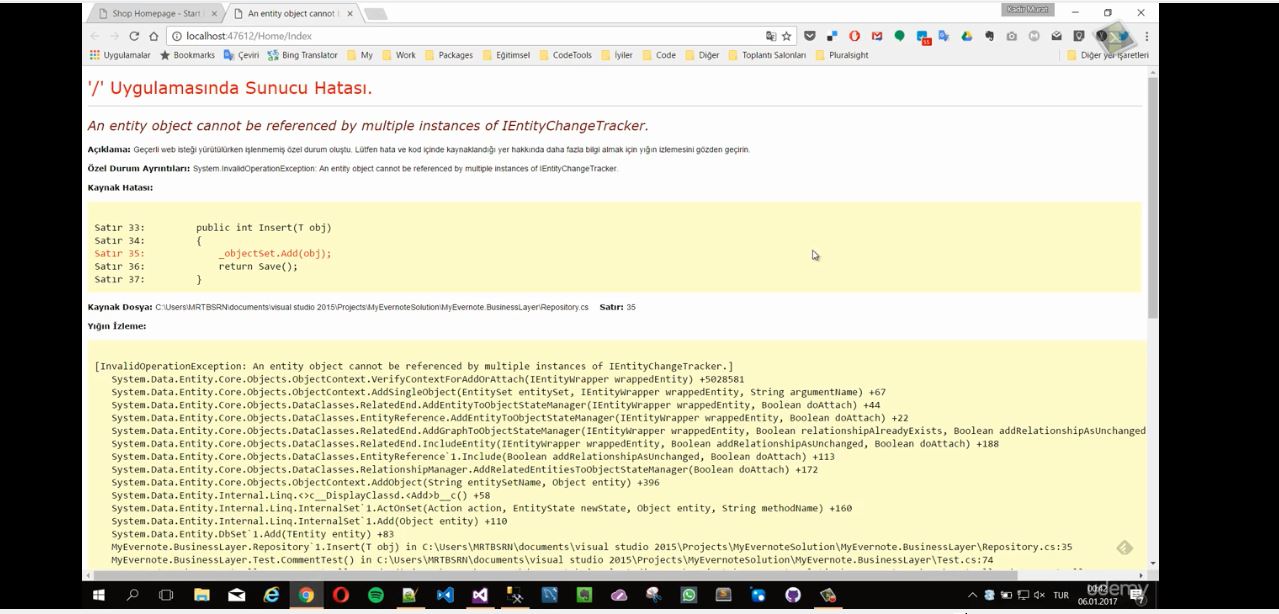 Shop Homepage - Start
An entity object cannot
Kadir Murat
localhost:47612/Home/Index
Uygulamalar
Bookmarks
Çeviri
Bing Translator
My
Work
Packages
Eğitimsel
CodeTools
İyiler
Code
Diğer
Toplantı Salonları
Pluralsight
Diğer yer işaretleri
'/' Uygulamasında Sunucu Hatası.
An entity object cannot be referenced by multiple instances of IEntityChangeTracker.
Açıklama: Geçerli web isteği yürütülürken işlenmemiş özel durum oluştu. Lütfen hata ve kod içinde kaynaklandığı yer hakkında daha fazla bilgi almak için yığın izlemesini gözden geçirin.
Özel Durum Ayrıntıları: System.InvalidOperationException: An entity object cannot be referenced by multiple instances of IEntityChangeTracker.
Kaynak Hatası:
Satır 33: public int Insert(T obj)
Satır 34: {
Satır 35: _objectSet.Add(obj);
Satır 36: return Save();
Satır 37: }
Kaynak Dosya: C:\Users\MRTBSRN\documents\visual studio 2015\Projects\MyEvernoteSolution\MyEvernote.BusinessLayer\Repository.cs Satır: 35
Yığın İzleme:
[InvalidOperationException: An entity object cannot be referenced by multiple instances of IEntityChangeTracker.]
System.Data.Entity.Core.Objects.ObjectContext.VerifyContextForAddOrAttach(IEntityWrapper wrappedEntity) +5028581
System.Data.Entity.Core.Objects.ObjectContext.AddSingleObject(EntitySet entitySet, IEntityWrapper wrappedEntity, String argumentName) +67
System.Data.Entity.Core.Objects.DataClasses.RelatedEnd.AddEntityToObjectStateManager(IEntityWrapper wrappedEntity, Boolean doAttach) +44
System.Data.Entity.Core.Objects.DataClasses.EntityReference.AddEntityToObjectStateManager(IEntityWrapper wrappedEntity, Boolean doAttach) +22
System.Data.Entity.Core.Objects.DataClasses.RelatedEnd.AddGraphToObjectStateManager(IEntityWrapper wrappedEntity, Boolean relationshipAlreadyExists, Boolean addRelationshipAsUnchanged
System.Data.Entity.Core.Objects.DataClasses.RelatedEnd.IncludeEntity(IEntityWrapper wrappedEntity, Boolean addRelationshipAsUnchanged, Boolean doAttach) +188
System.Data.Entity.Core.Objects.DataClasses.EntityReference`1.Include(Boolean addRelationshipAsUnchanged, Boolean doAttach) +113
System.Data.Entity.Core.Objects.DataClasses.RelationshipManager.AddRelatedEntitiesToObjectStateManager(Boolean doAttach) +172
System.Data.Entity.Core.Objects.ObjectContext.AddObject(String entitySetName, Object entity) +396
System.Data.Entity.Internal.Linq.<>c__DisplayClassd.<Add>b__c() +58
System.Data.Entity.Internal.Linq.InternalSet`1.ActOnSet(Action action, EntityState newState, Object entity, String methodName) +160
System.Data.Entity.Internal.Linq.InternalSet`1.Add(Object entity) +110
System.Data.Entity.DbSet`1.Add(TEntity entity) +83
MyEvernote.BusinessLayer.Repository`1.Insert(T obj) in C:\Users\MRTBSRN\documents\visual studio 2015\Projects\MyEvernoteSolution\MyEvernote.BusinessLayer\Repository.cs:35
MyEvernote.BusinessLayer.Test.CommentTest() in C:\Users\MRTBSRN\documents\visual studio 2015\Projects\MyEvernoteSolution\MyEvernote.BusinessLayer\Test.cs:74
TUR
udemy
06.01.2017